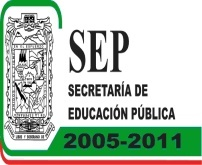 SEP
SECRETARÍA DE
EDUCACIÓN PÚBLICA
2005-2011